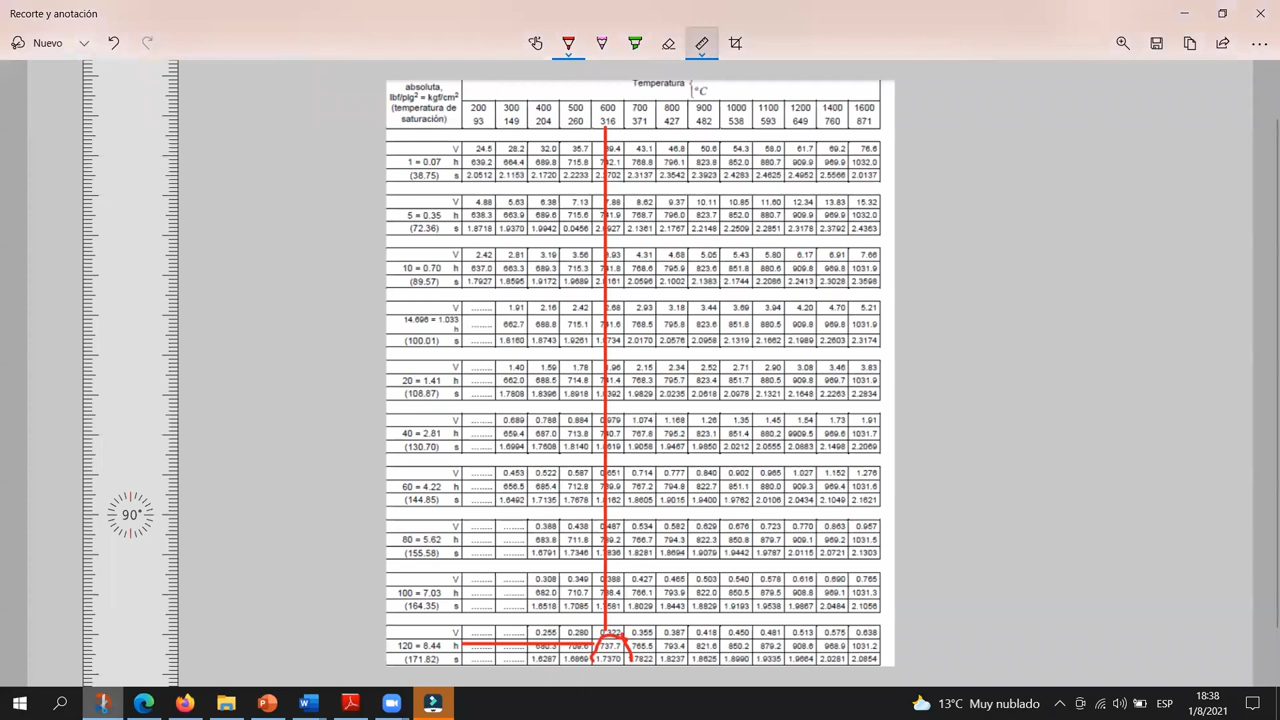 Recorte y anotación
Nuevo
absoluta,
lbf/plg² = kgf/cm²
(temperatura de
saturación)
Temperatura { °C
200 300 400 500 600 700 800 900 1000 1100 1200 1400 1600
93 149 204 260 316 371 427 482 538 593 649 760 871
V 24.5 28.2 32.0 35.7 43.1 46.8 50.6 54.3 58.0 61.7 69.2 76.6
1 = 0.07 h 639.2 664.4 689.8 715.8 768.8 796.1 823.8 852.0 880.7 909.9 969.9 1032.0
(38.75) s 2.0512 2.1153 2.1720 2.2233 2.3137 2.3542 2.3923 2.4283 2.4625 2.4952 2.5566 2.0137
V 4.88 5.63 6.38 7.13 7.88 8.62 9.37 10.11 10.85 11.60 12.34 13.83 15.32
5 = 0.35 h 638.3 663.9 689.6 715.6 768.7 796.0 823.7 852.0 880.7 909.9 969.9 1032.0
(72.36) s 1.8718 1.9370 1.9942 0.0456 2.1361 2.1767 2.2148 2.2509 2.2851 2.3178 2.3792 2.4363
V 2.42 2.81 3.19 3.56 4.31 4.68 5.05 5.43 5.80 6.17 6.91 7.66
10 = 0.70 h 637.0 663.3 689.3 715.3 768.6 795.9 823.6 851.8 880.6 909.8 969.8 1031.9
(89.57) s 1.7927 1.8595 1.9172 1.9689 2.0596 2.1002 2.1383 2.1744 2.2086 2.2413 2.3028 2.3598
V ........ 1.91 2.16 2.42 2.68 2.93 3.18 3.44 3.69 3.94 4.20 4.70 5.21
14.696 = 1.033 h ........ 662.7 688.8 715.1 768.5 795.8 823.6 851.8 880.5 909.8 969.8 1031.9
(100.01) s ........ 1.8160 1.8743 1.9261 2.0170 2.0576 2.0958 2.1319 2.1662 2.1989 2.2603 2.3174
V ........ 1.40 1.59 1.78 1.96 2.15 2.34 2.52 2.71 2.90 3.08 3.46 3.83
20 = 1.41 h ........ 662.0 688.5 714.8 768.3 795.7 823.4 851.7 880.5 909.8 969.7 1031.9
(108.87) s ........ 1.7808 1.8396 1.8918 1.9829 2.0235 2.0618 2.0978 2.1321 2.1648 2.2263 2.2834
V ........ 0.689 0.788 0.884 0.979 1.074 1.168 1.26 1.35 1.45 1.54 1.73 1.91
40 = 2.81 h ........ 659.4 687.0 713.8 767.8 795.2 823.1 851.4 880.2 9909.5 969.6 1031.7
(130.70) s ........ 1.6994 1.7608 1.8140 1.9058 1.9467 1.9850 2.0212 2.0555 2.0883 2.1498 2.2069
V ........ 0.453 0.522 0.587 0.651 0.714 0.777 0.840 0.902 0.965 1.027 1.152 1.276
60 = 4.22 h ........ 656.5 685.4 712.8 767.2 794.8 822.7 851.1 880.0 909.3 969.4 1031.6
(144.85) s ........ 1.6492 1.7135 1.7678 1.8605 1.9015 1.9400 1.9762 2.0106 2.0434 2.1049 2.1621
V ........ ........ 0.388 0.438 0.487 0.534 0.582 0.629 0.676 0.723 0.770 0.863 0.957
80 = 5.62 h ........ ........ 683.8 711.8 766.7 794.3 822.3 850.8 879.7 909.1 969.2 1031.5
(155.58) s ........ ........ 1.6791 1.7346 1.8281 1.8694 1.9079 1.9442 1.9787 2.0115 2.0721 2.1303
V ........ ........ 0.308 0.349 0.388 0.427 0.465 0.503 0.540 0.578 0.616 0.690 0.765
100 = 7.03 h ........ ........ 682.0 710.7 766.1 793.9 822.0 850.5 879.5 908.8 969.1 1031.3
(164.35) s ........ ........ 1.6518 1.7085 1.8029 1.8443 1.8829 1.9193 1.9538 1.9867 2.0484 2.1056
V ........ ........ 0.255 0.280 0.355 0.387 0.418 0.450 0.481 0.513 0.575 0.638
120 = 8.44 h 737.7 765.5 793.4 821.6 850.2 879.2 908.6 968.9 1031.2
(171.82) s ........ ........ 1.6287 1.6869 1.7370 1.8237 1.8625 1.8990 1.9335 1.9664 2.0281 2.0854
90°
13°C Muy nublado
ESP
18:38
1/8/2021